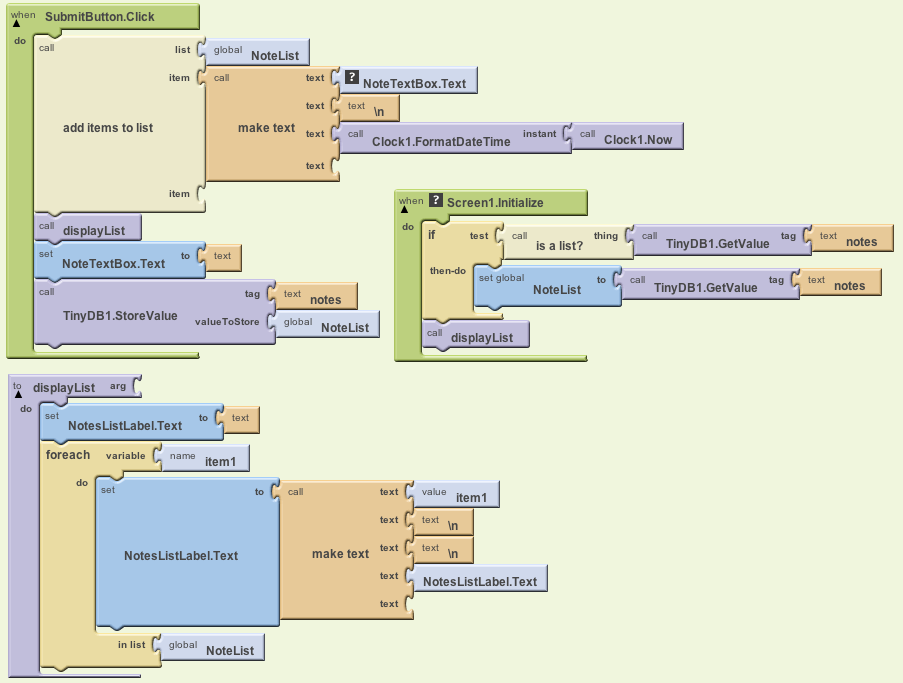 when SubmitButton.Click
do
call add items to list
list global NoteList
item call make text
text ? NoteTextBox.Text
text text \n
text call Clock1.FormatDateTime instant call Clock1.Now
text
item
call displayList
set NoteTextBox.Text to text
call TinyDB1.StoreValue
tag text notes
valueToStore global NoteList
when ? Screen1.Initialize
do
if test call is a list? thing call TinyDB1.GetValue tag text notes
then-do set global NoteList to call TinyDB1.GetValue tag text notes
call displayList
to displayList arg
do
set NotesListLabel.Text to text
foreach variable name item1
do
set NotesListLabel.Text to call make text
text value item1
text text \n
text text \n
text NotesListLabel.Text
text
in list global NoteList